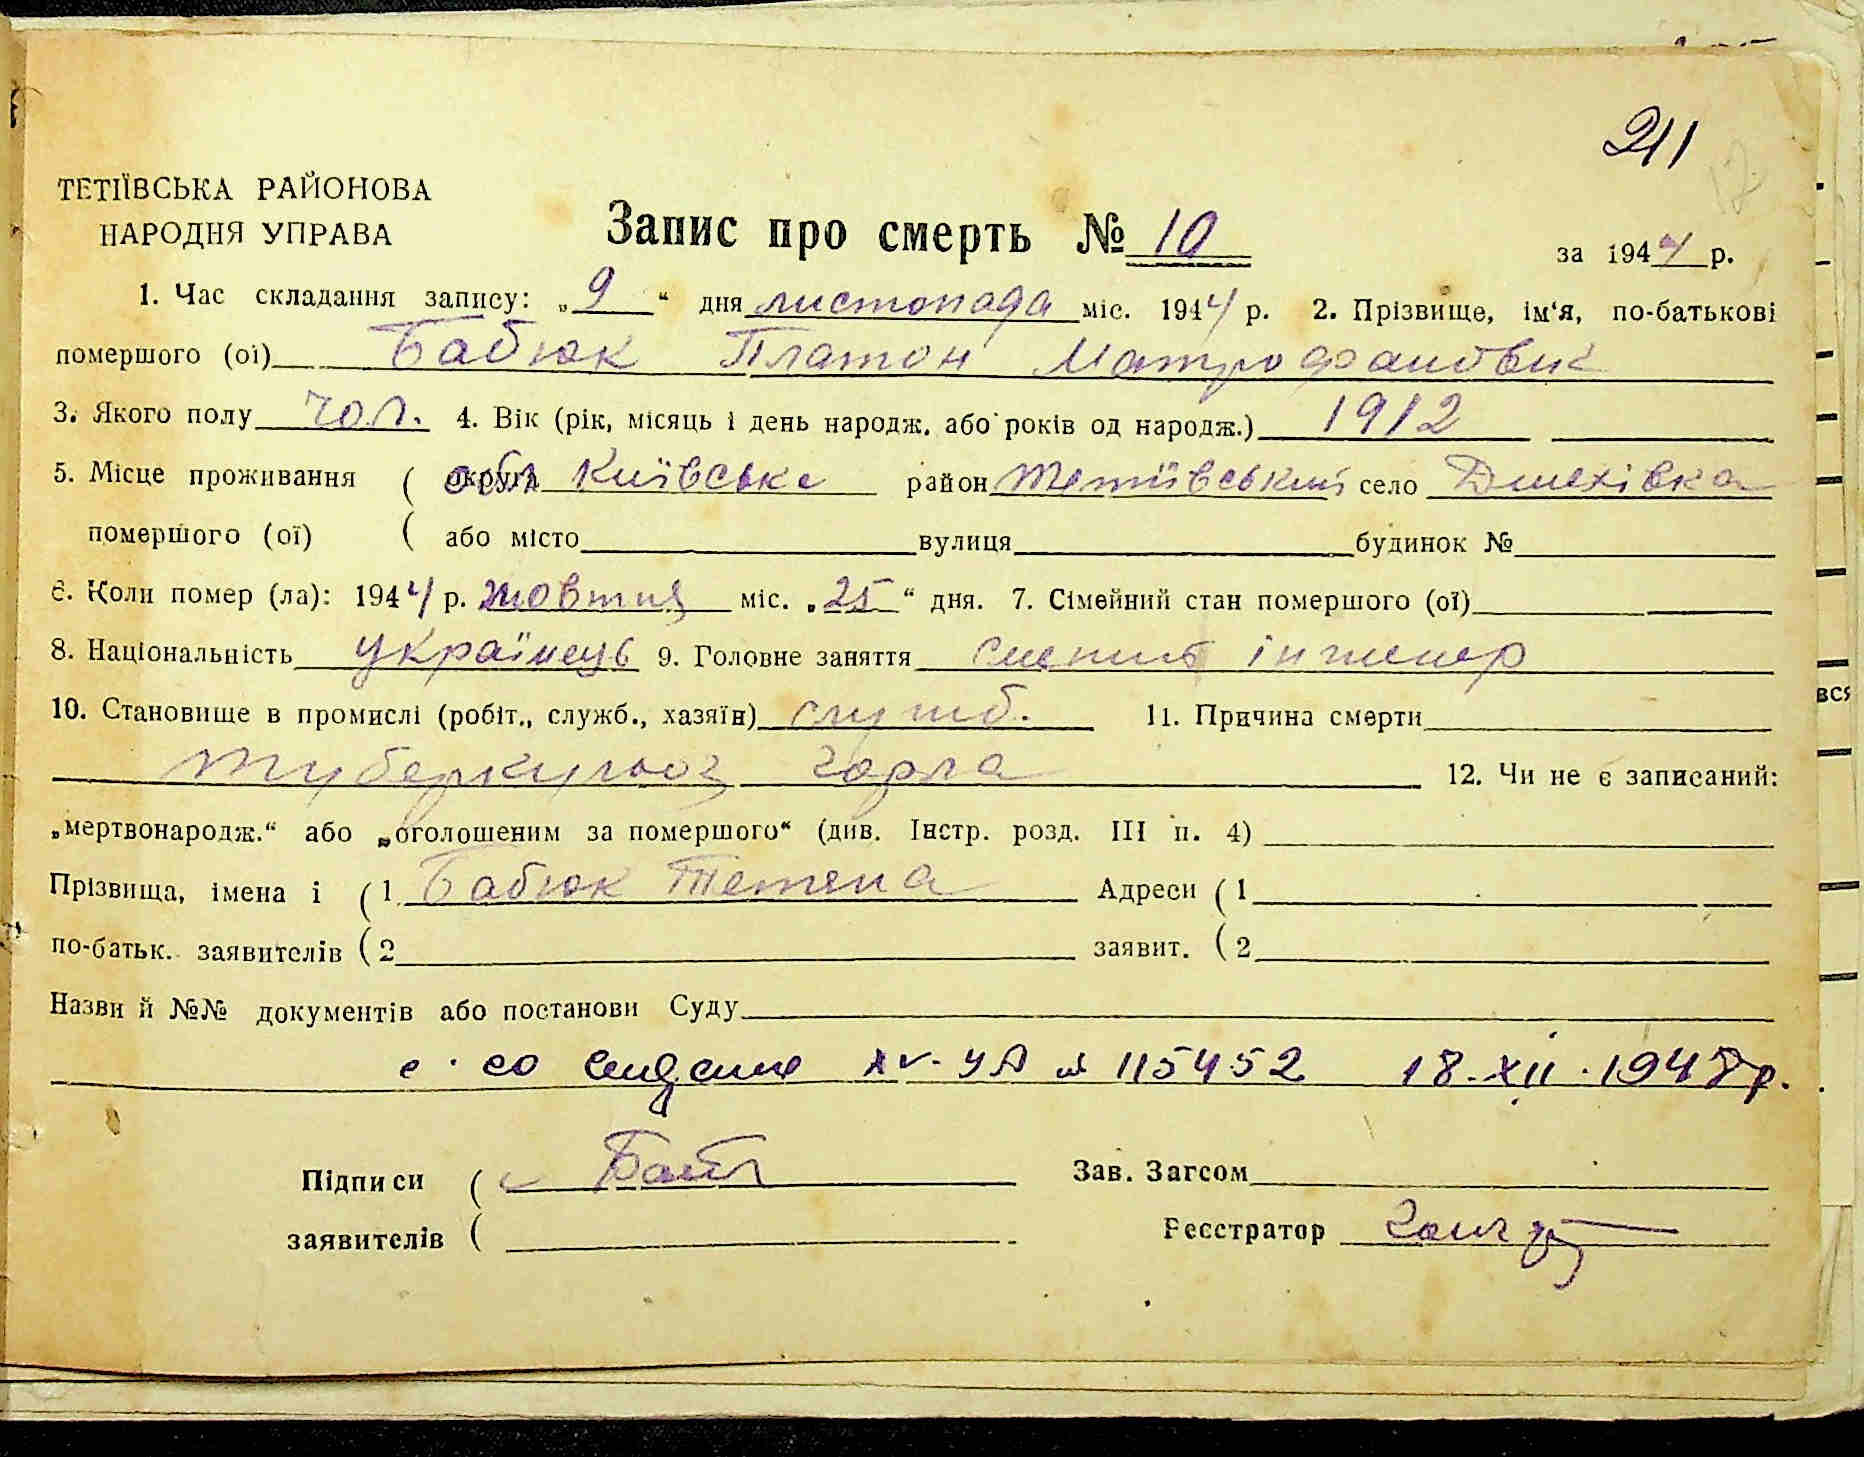 211
ТЕТІЇВСЬКА РАЙОНОВА
НАРОДНЯ УПРАВА
Запис про смерть № 10
за 1944 р.
1. Час складання запису: „9“ дня листопада міс. 1944 р. 2. Прізвище, ім'я, по-батькові
помершого (ої) Бабюк Платон Матрофанович
3. Якого полу чол. 4. Вік (рік, місяць і день народж. або років од народж.) 1912
5. Місце проживання ( обл Київське район Тетіївський село Дшехівка
помершого (ої) ( або місто вулиця будинок №
6. Коли помер (ла): 1944 р. жовтня міс. „25“ дня. 7. Сімейний стан помершого (ої)
8. Національність українець 9. Головне заняття інженер
10. Становище в промислі (робіт., служб., хазяїн) служб. 11. Причина смерти
туберкульоз горла 12. Чи не є записаний:
„мертвонародж.“ або „оголошеним за помершого“ (див. Інстр. розд. III п. 4)
Прізвища, імена і (1 Бабюк Тетяна Адреси (1
по-батьк. заявителів (2 заявит. (2
Назви й №№ документів або постанови Суду
115452 18.XII.1948 р.
Підписи ( Заб. Загсом
заявителів ( Реєстратор